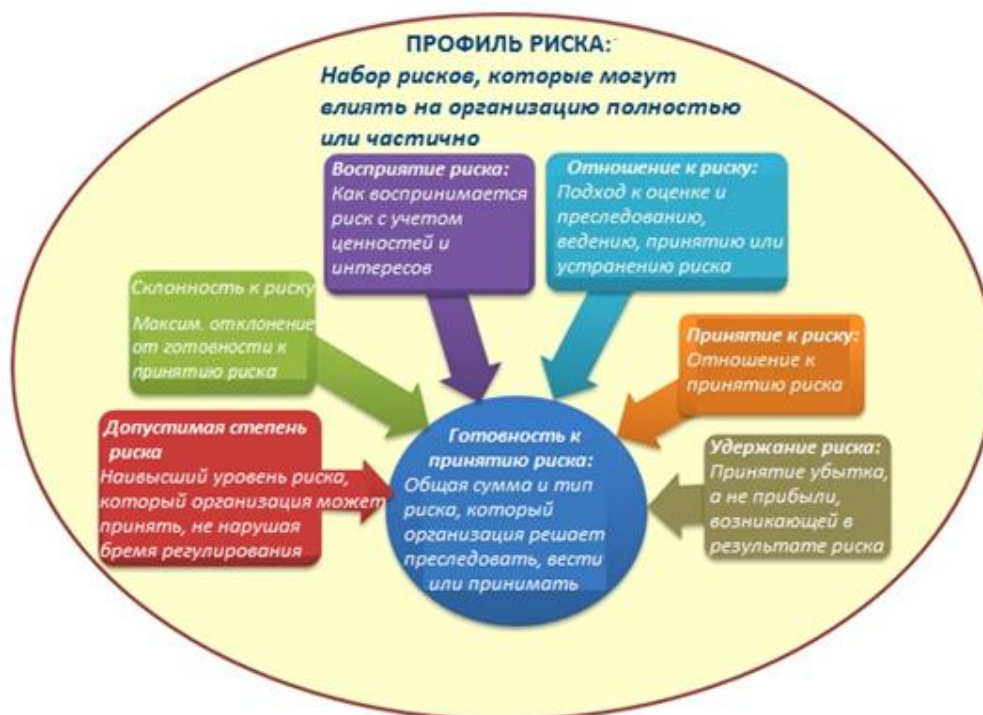 ПРОФИЛЬ РИСКА:
Набор рисков, которые могут
влиять на организацию полностью
или частично
Восприятие риска:
Как воспринимается
риск с учетом
ценностей и
интересов
Отношение к риску:
Подход к оценке и
преследованию,
ведению, принятию или
устранению риска
Склонность к риску
Максим. отклонение
от готовности к
принятию риска
Принятие к риску:
Отношение к
принятию риска
Допустимая степень
риска
Наивысший уровень риска,
который организация может
принять, не нарушая
бремя регулирования
Готовность к
принятию риска:
Общая сумма и тип
риска, который
организация решает
преследовать, вести
или принимать
Удержание риска:
Принятие убытка,
а не прибыли,
возникающей в
результате риска